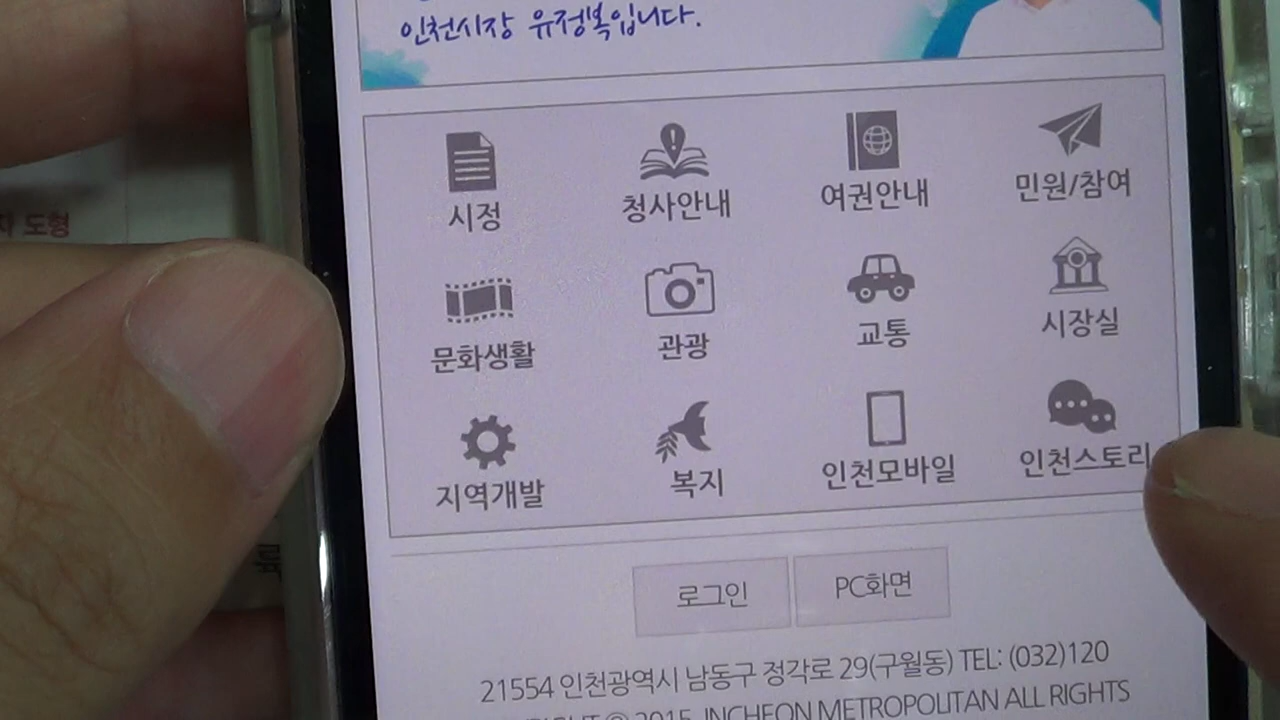 인천시장 유정복입니다.
시정 청사안내 여권안내 민원/참여
문화생활 관광 교통 시장실
지역개발 복지 인천모바일 인천스토리
로그인 PC화면
21554 인천광역시 남동구 정각로 29(구월동) TEL: (032)120
© 2015 INCHEON METROPOLITAN ALL RIGHTS
도형